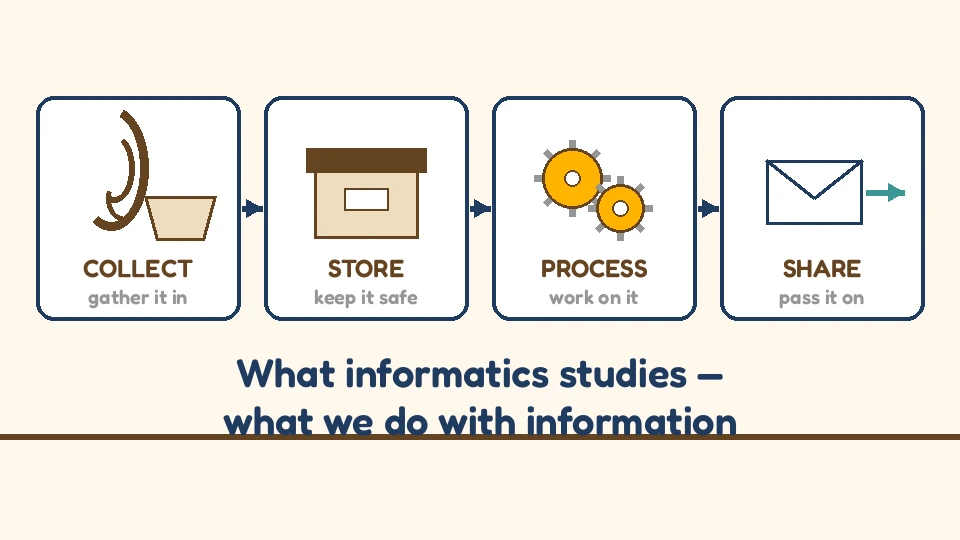 COLLECT
gather it in
STORE
keep it safe
PROCESS
work on it
SHARE
pass it on
What informatics studies —
what we do with information